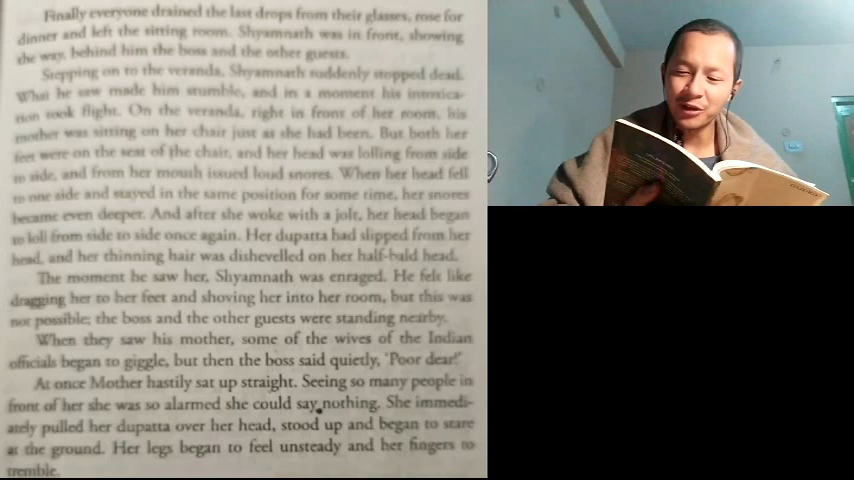 Finally everyone drained the last drops from their glasses, rose for
dinner and left the sitting room. Shyamnath was in front, showing
the way, behind him the boss and the other guests.
Stepping on to the veranda, Shyamnath suddenly stopped dead.
What he saw made him stumble, and in a moment his intoxica-
tion took flight. On the veranda, right in front of her room, his
mother was sitting on her chair just as she had been. But both her
feet were on the seat of the chair, and her head was lolling from side
to side, and from her mouth issued loud snores. When her head fell
to one side and stayed in the same position for some time, her snores
became even deeper. And after she woke with a jolt, her head began
to loll from side to side once again. Her dupatta had slipped from her
head, and her thinning hair was dishevelled on her half-bald head.
The moment he saw her, Shyamnath was enraged. He felt like
dragging her to her feet and shoving her into her room, but this was
not possible; the boss and the other guests were standing nearby.
When they saw his mother, some of the wives of the Indian
officials began to giggle, but then the boss said quietly, 'Poor dear!'
At once Mother hastily sat up straight. Seeing so many people in
front of her she was so alarmed she could say nothing. She immedi-
ately pulled her dupatta over her head, stood up and began to stare
at the ground. Her legs began to feel unsteady and her fingers to
tremble.